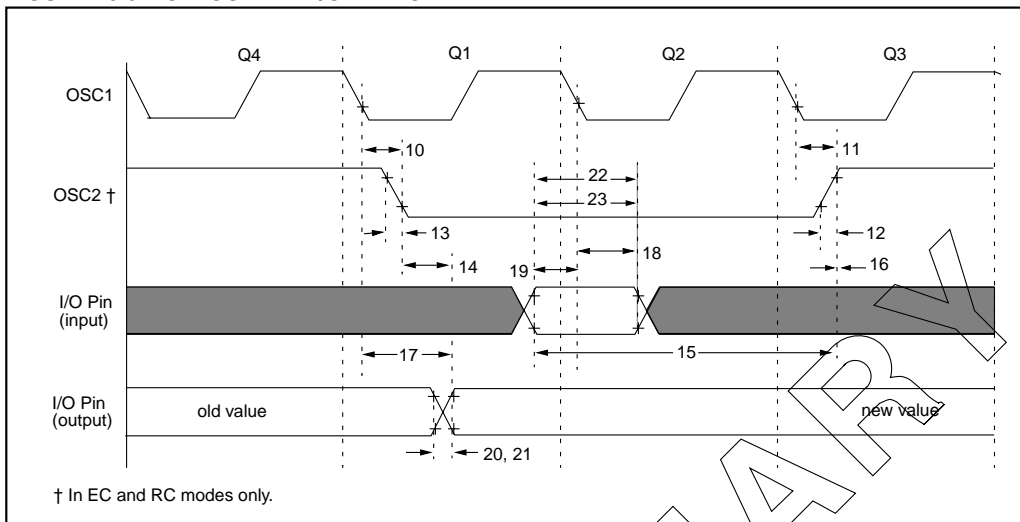 Q4 Q1 Q2 Q3
OSC1
10 11
22
OSC2 †
23
13 12
18
14 19 16
I/O Pin
(input)
17 15
I/O Pin
(output)
old value new value
20, 21
† In EC and RC modes only.
ARY